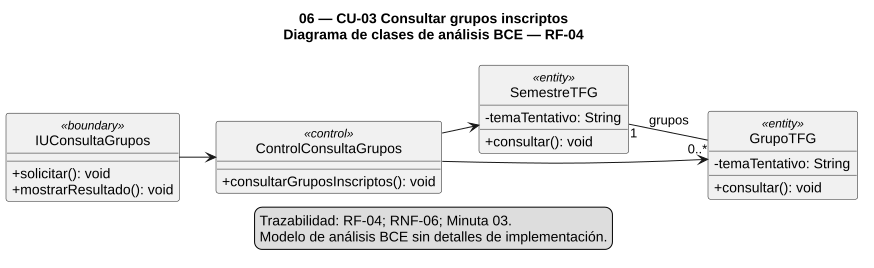 06 — CU-03 Consultar grupos inscriptos
Diagrama de clases de análisis BCE — RF-04
«boundary»
IUConsultaGrupos
+solicitar(): void
+mostrarResultado(): void
«control»
ControlConsultaGrupos
+consultarGruposInscriptos(): void
«entity»
SemestreTFG
-temaTentativo: String
+consultar(): void
1
grupos
0..*
«entity»
GrupoTFG
-temaTentativo: String
+consultar(): void
Trazabilidad: RF-04; RNF-06; Minuta 03.
Modelo de análisis BCE sin detalles de implementación.